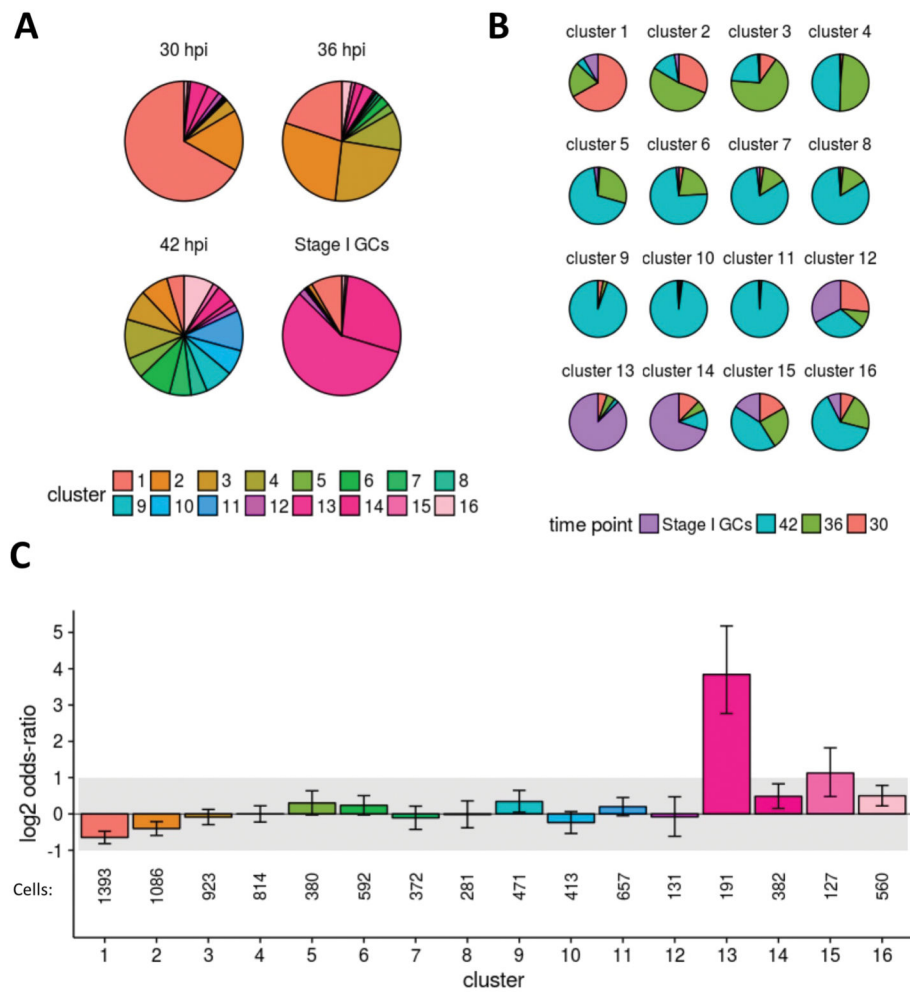 A
30 hpi 36 hpi
42 hpi Stage I GCs
cluster 1 2 3 4 5 6 7 8
9 10 11 12 13 14 15 16
B
cluster 1 cluster 2 cluster 3 cluster 4
cluster 5 cluster 6 cluster 7 cluster 8
cluster 9 cluster 10 cluster 11 cluster 12
cluster 13 cluster 14 cluster 15 cluster 16
time point Stage I GCs 42 36 30
C
log2 odds-ratio
5
4
3
2
1
0
-1
Cells: 1393 1086 923 814 380 592 372 281 471 413 657 131 191 382 127 560
1 2 3 4 5 6 7 8 9 10 11 12 13 14 15 16
cluster